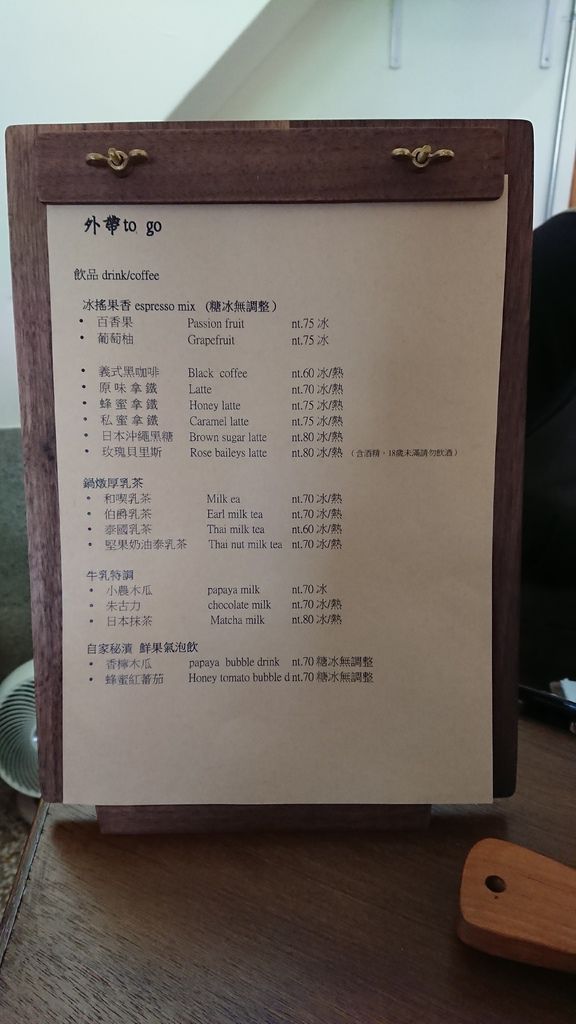 外帶to go
飲品 drink/coffee
冰搖果香 espresso mix （糖冰無調整）
• 百香果 Passion fruit nt.75 冰
• 葡萄柚 Grapefruit nt.75 冰
• 義式黑咖啡 Black coffee nt.60 冰/熱
• 原味拿鐵 Latte nt.70 冰/熱
• 蜂蜜拿鐵 Honey latte nt.75 冰/熱
• 私蜜拿鐵 Caramel latte nt.75 冰/熱
• 日本沖繩黑糖 Brown sugar latte nt.80 冰/熱
• 玫瑰貝里斯 Rose baileys latte nt.80 冰/熱 （含酒精，18歲未滿請勿飲酒）
鍋燉厚乳茶
• 和喫乳茶 Milk ea nt.70 冰/熱
• 伯爵乳茶 Earl milk tea nt.70 冰/熱
• 泰國乳茶 Thai milk tea nt.60 冰/熱
• 堅果奶油泰乳茶 Thai nut milk tea nt.70 冰/熱
牛乳特調
• 小農木瓜 papaya milk nt.70 冰
• 朱古力 chocolate milk nt.70 冰/熱
• 日本抹茶 Matcha milk nt.80 冰/熱
自家秘漬 鮮果氣泡飲
• 香檸木瓜 papaya bubble drink nt.70 糖冰無調整
• 蜂蜜紅蕃茄 Honey tomato bubble d nt.70 糖冰無調整